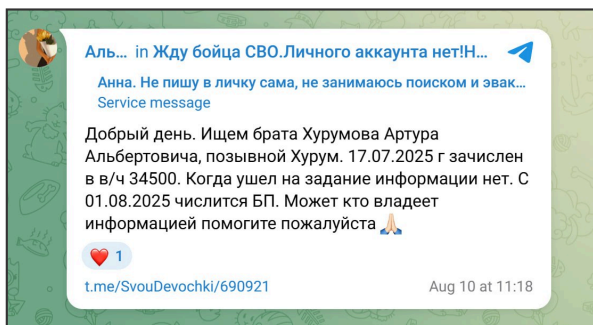 Аль... in Жду бойца СВО.Личного аккаунта нет!Н...
Анна. Не пишу в личку сама, не занимаюсь поиском и эвак...
Service message
Добрый день. Ищем брата Хурумова Артура
Альбертовича, позывной Хурум. 17.07.2025 г зачислен
в в/ч 34500. Когда ушел на задание информации нет. С
01.08.2025 числится БП. Может кто владеет
информацией помогите пожалуйста 🙏🏻
❤️ 1
t.me/SvouDevochki/690921 Aug 10 at 11:18